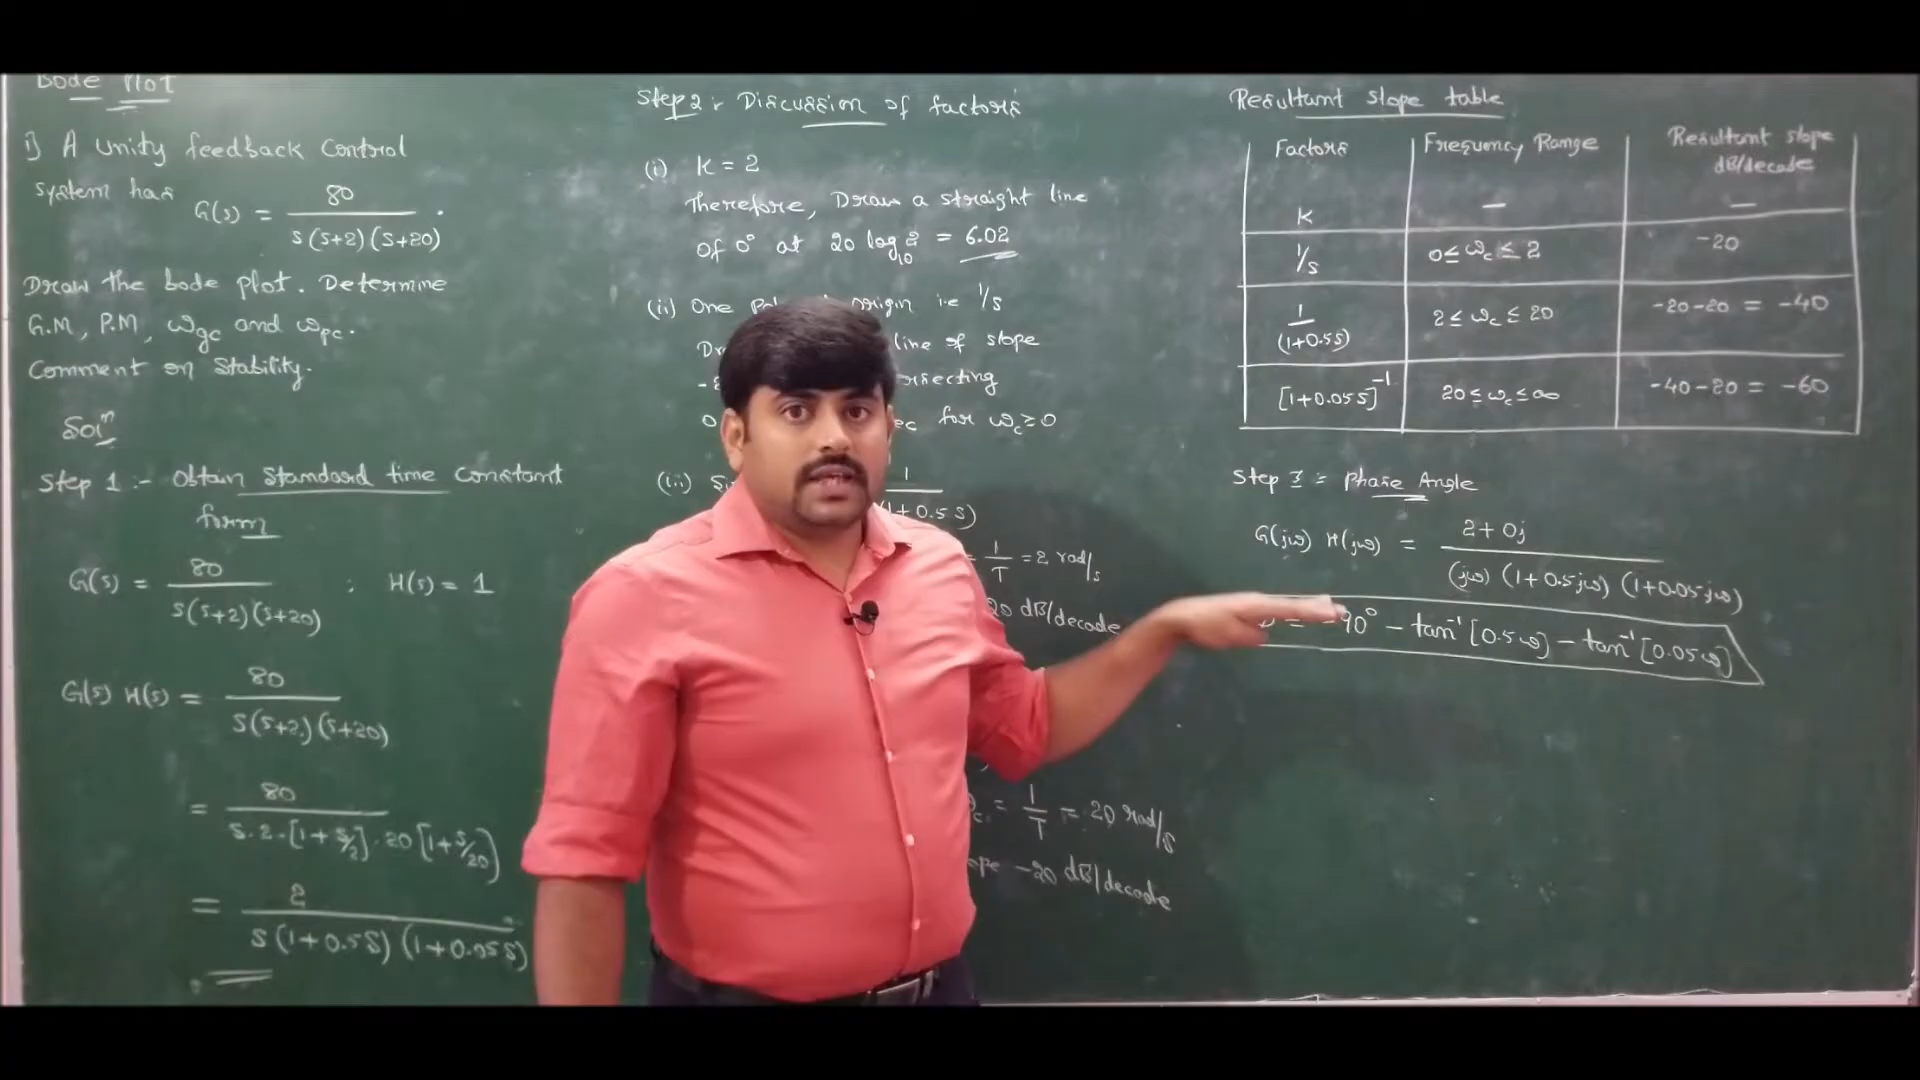 Bode Plot
1) A unity feedback control
system has G(s) = 80 / s(s+2)(s+20).
Draw the bode plot. Determine
G.M, P.M, ωgc and ωpc.
Comment on Stability.
Solⁿ
Step 1 :- Obtain standard time constant
form
G(s) = 80 / s(s+2)(s+20) ; H(s) = 1
G(s) H(s) = 80 / s(s+2)(s+20)
= 80 / s·2·[1+s/2]·20[1+s/20]
= 2 / s(1+0.5s)(1+0.05s)
Step 2: Discussion of factors
(i) K = 2
Therefore, Draw a straight line
of 0° at 20 log₁₀ 2 = 6.02
(ii) One origin i.e 1/s
line of slope
for ωc ≥ 0
1 / (1+0.5s)
= 1/T = 2 rad/s
20 dB/decade
= 1/T = 20 rad/s
-20 dB/decade
Resultant slope table
Factors | Frequency Range | Resultant slope dB/decade
K | – | –
1/s | 0 ≤ ωc ≤ 2 | -20
1/(1+0.5s) | 2 ≤ ωc ≤ 20 | -20-20 = -40
[1+0.05s]⁻¹ | 20 ≤ ωc ≤ ∞ | -40-20 = -60
Step 3 = Phase Angle
G(jω) H(jω) = 2+0j / (jω)(1+0.5jω)(1+0.05jω)
= -90° - tan⁻¹[0.5ω] - tan⁻¹[0.05ω]